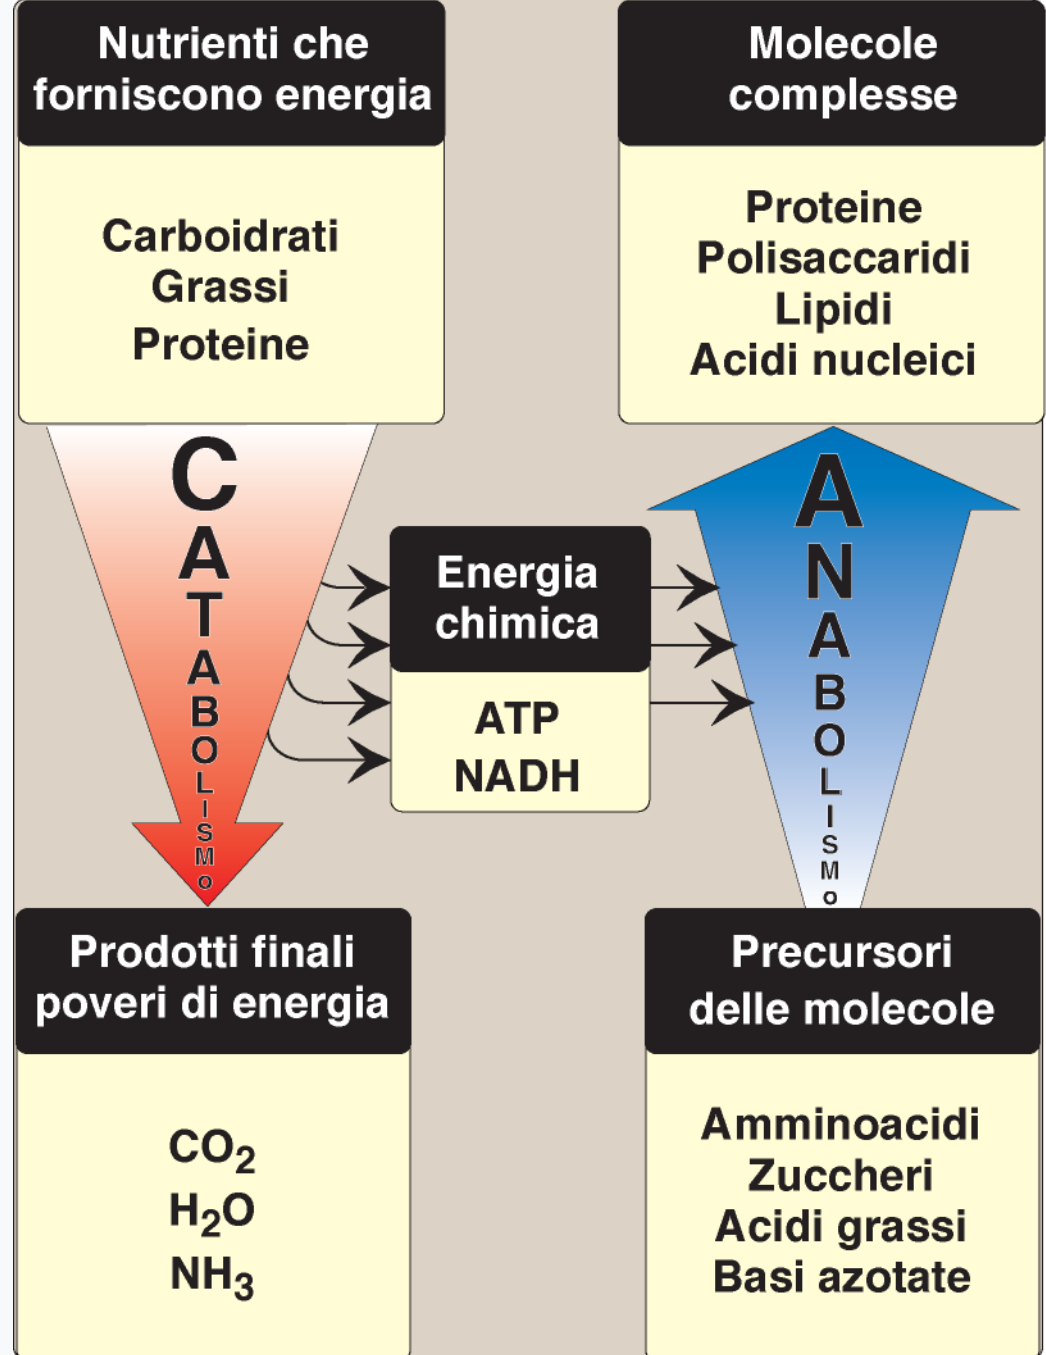 Nutrienti che
forniscono energia
Carboidrati
Grassi
Proteine
CATABOLISMO
Prodotti finali
poveri di energia
CO₂
H₂O
NH₃
Energia
chimica
ATP
NADH
Molecole
complesse
Proteine
Polisaccaridi
Lipidi
Acidi nucleici
ANABOLISMO
Precursori
delle molecole
Amminoacidi
Zuccheri
Acidi grassi
Basi azotate